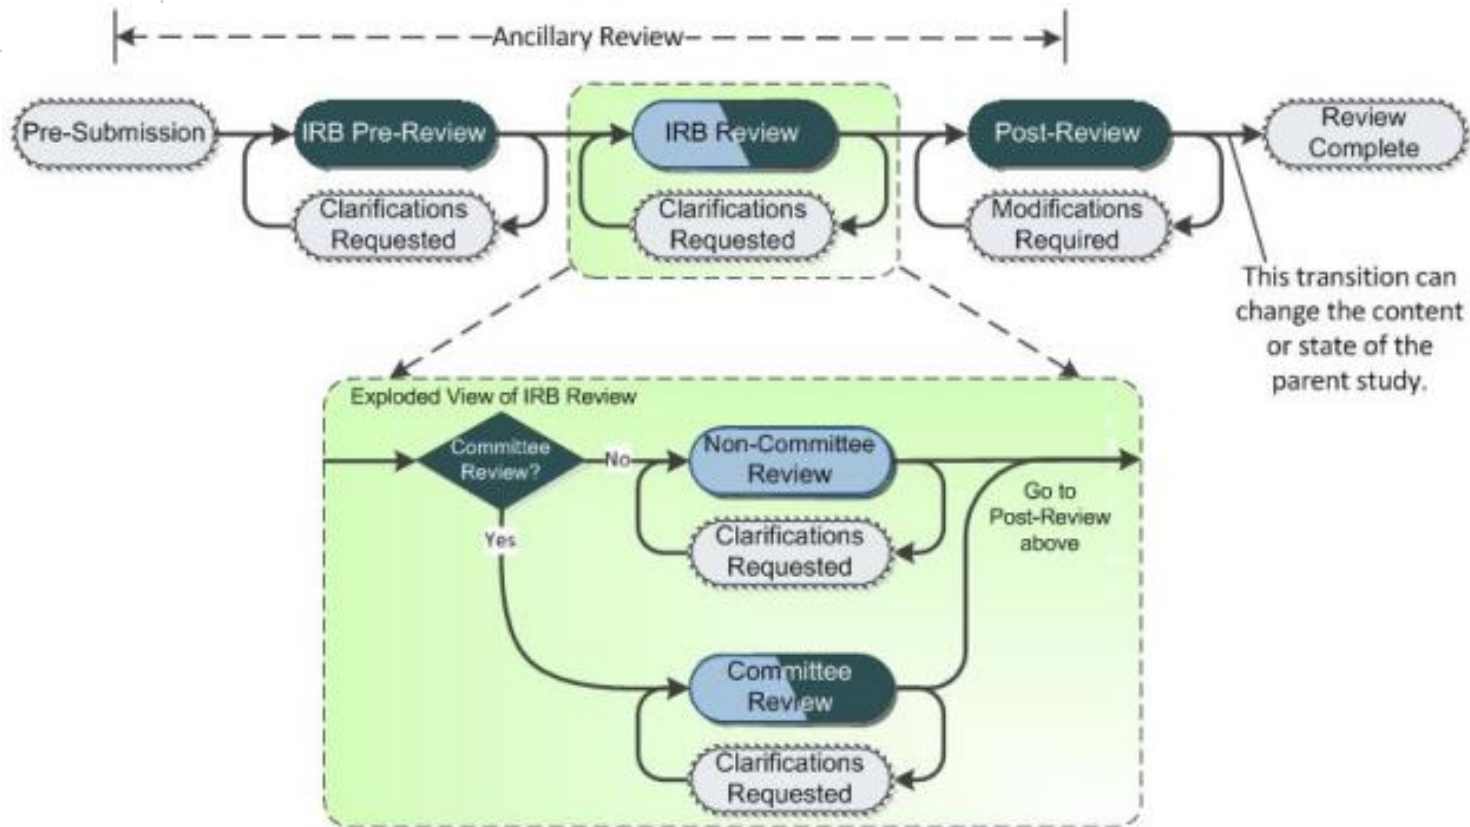 Ancillary Review
Pre-Submission
IRB Pre-Review
IRB Review
Post-Review
Review
Complete
Clarifications
Requested
Clarifications
Requested
Modifications
Required
This transition can
change the content
or state of the
parent study.
Exploded View of IRB Review
Committee
Review?
No
Non-Committee
Review
Clarifications
Requested
Go to
Post-Review
above
Yes
Committee
Review
Clarifications
Requested